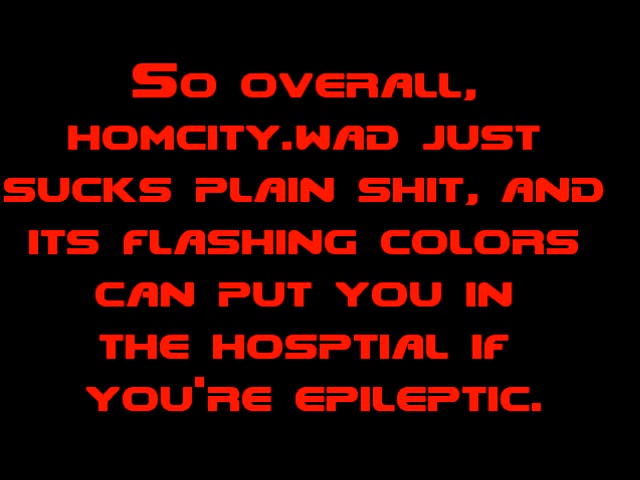 So overall,
homcity.wad just
sucks plain shit, and
its flashing colors
can put you in
the hosptial if
you're epileptic.